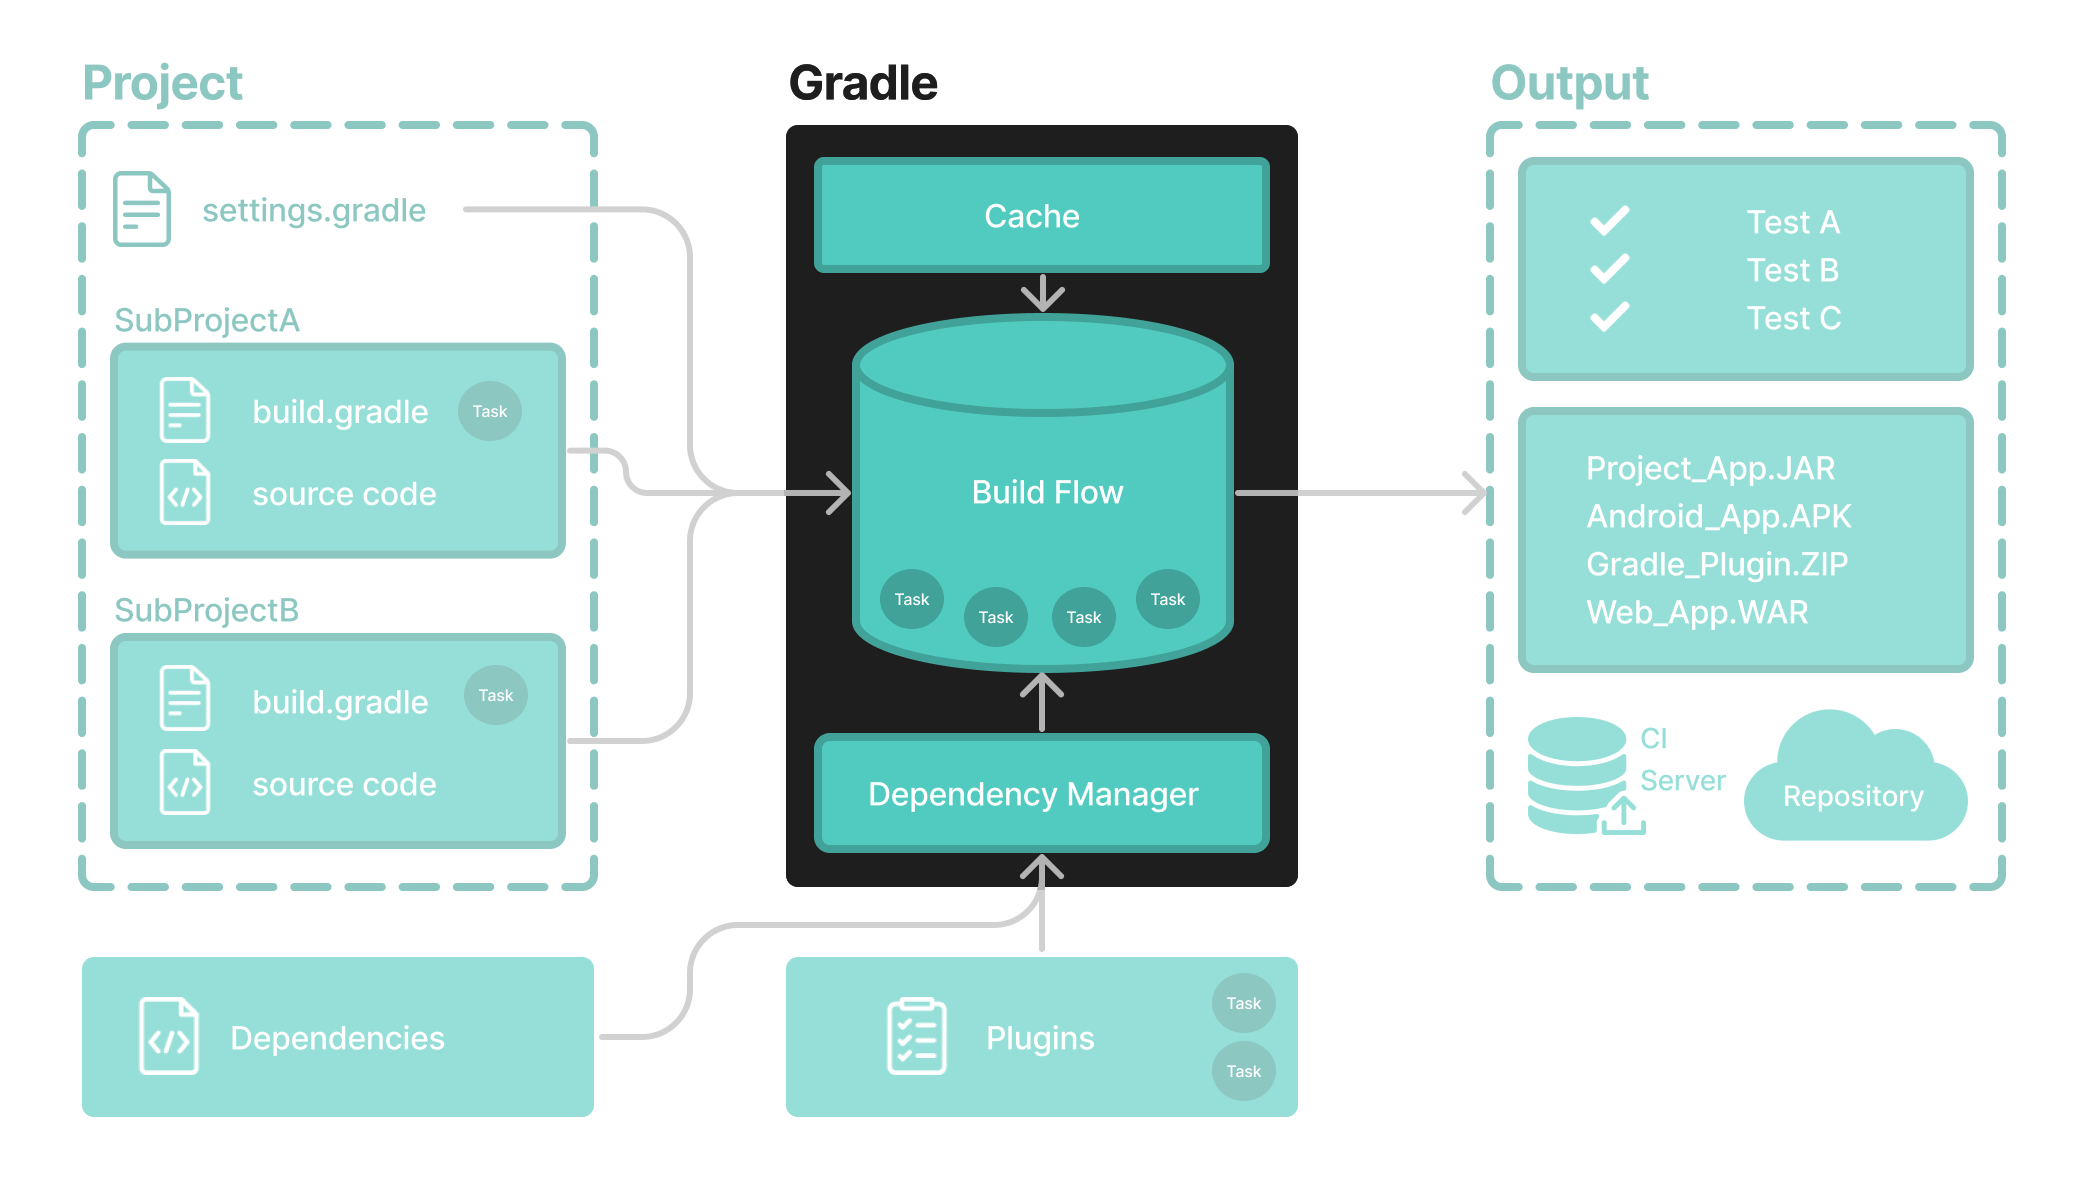 Project
settings.gradle
SubProjectA
build.gradle
Task
source code
SubProjectB
build.gradle
Task
source code
Dependencies
Gradle
Cache
Build Flow
Task
Task
Task
Task
Dependency Manager
Plugins
Task
Task
Output
Test A
Test B
Test C
Project_App.JAR
Android_App.APK
Gradle_Plugin.ZIP
Web_App.WAR
CI
Server
Repository